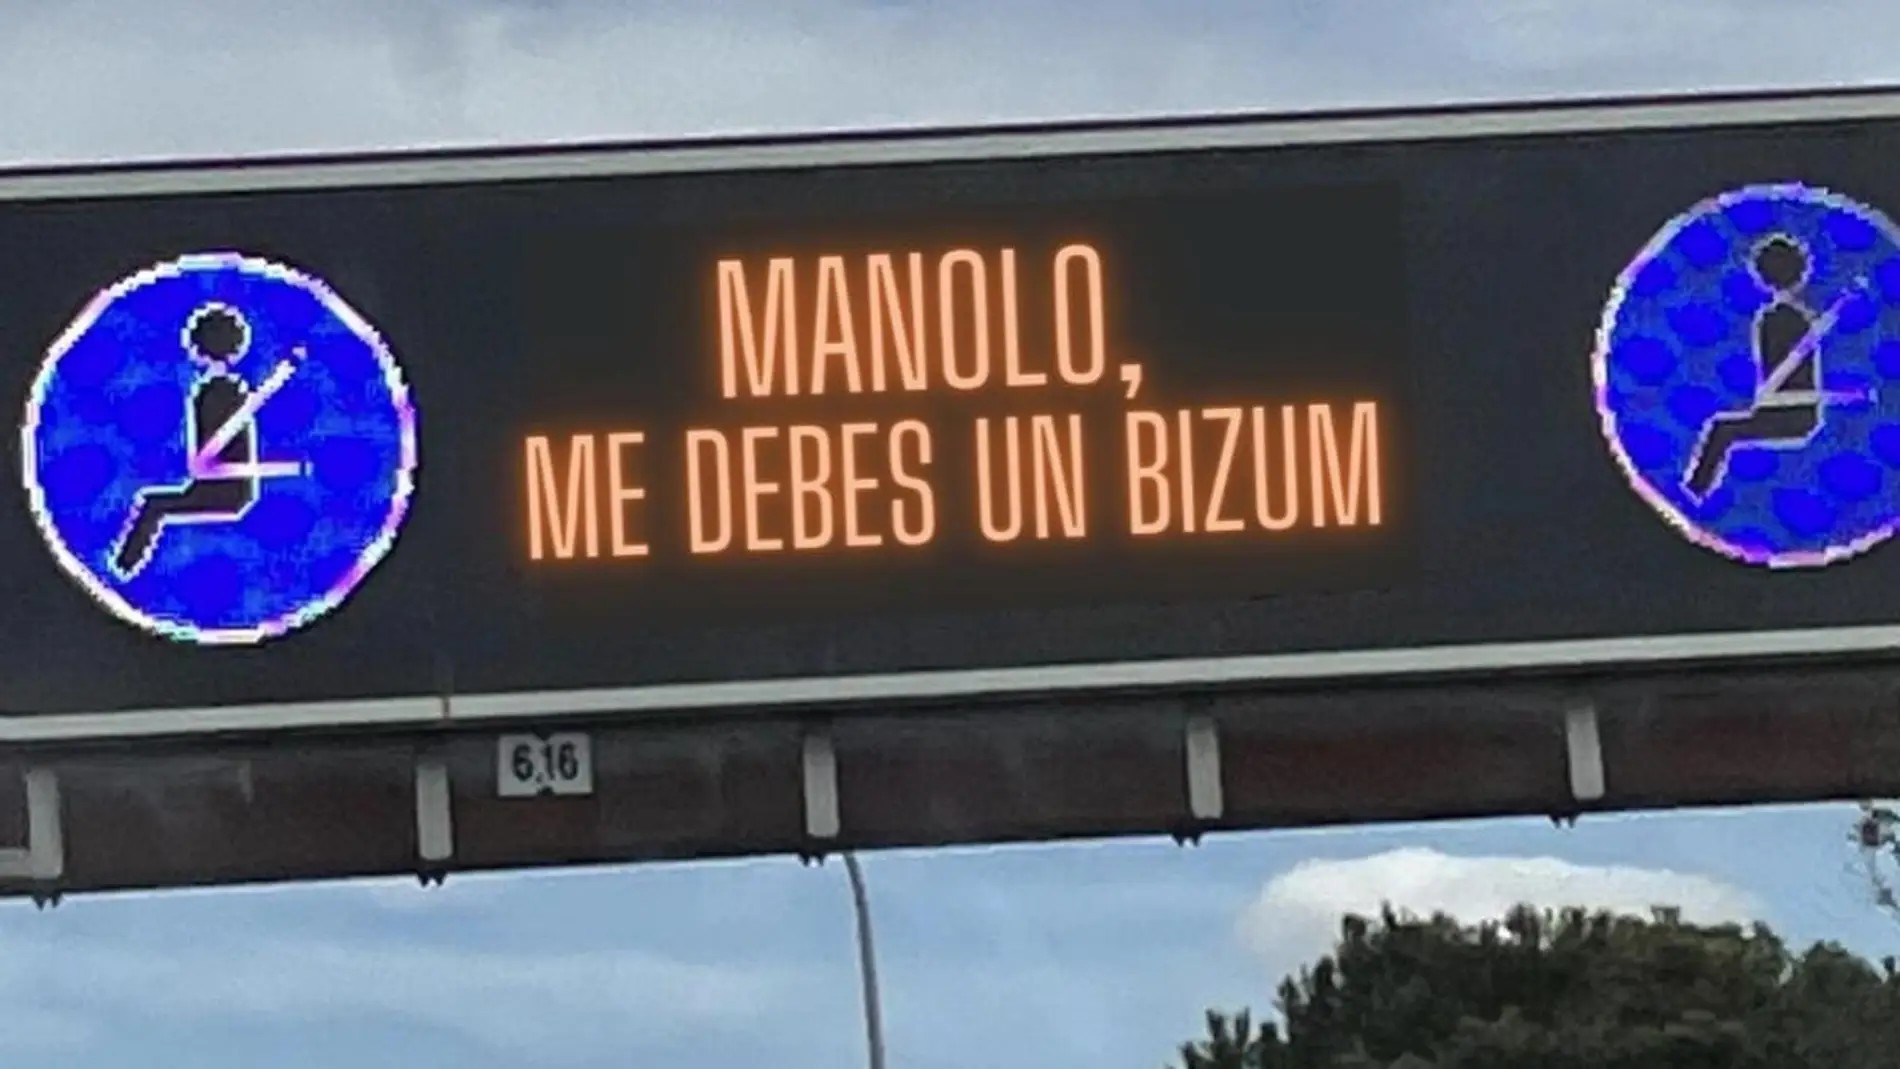 MANOLO,
ME DEBES UN BIZUM
6,16